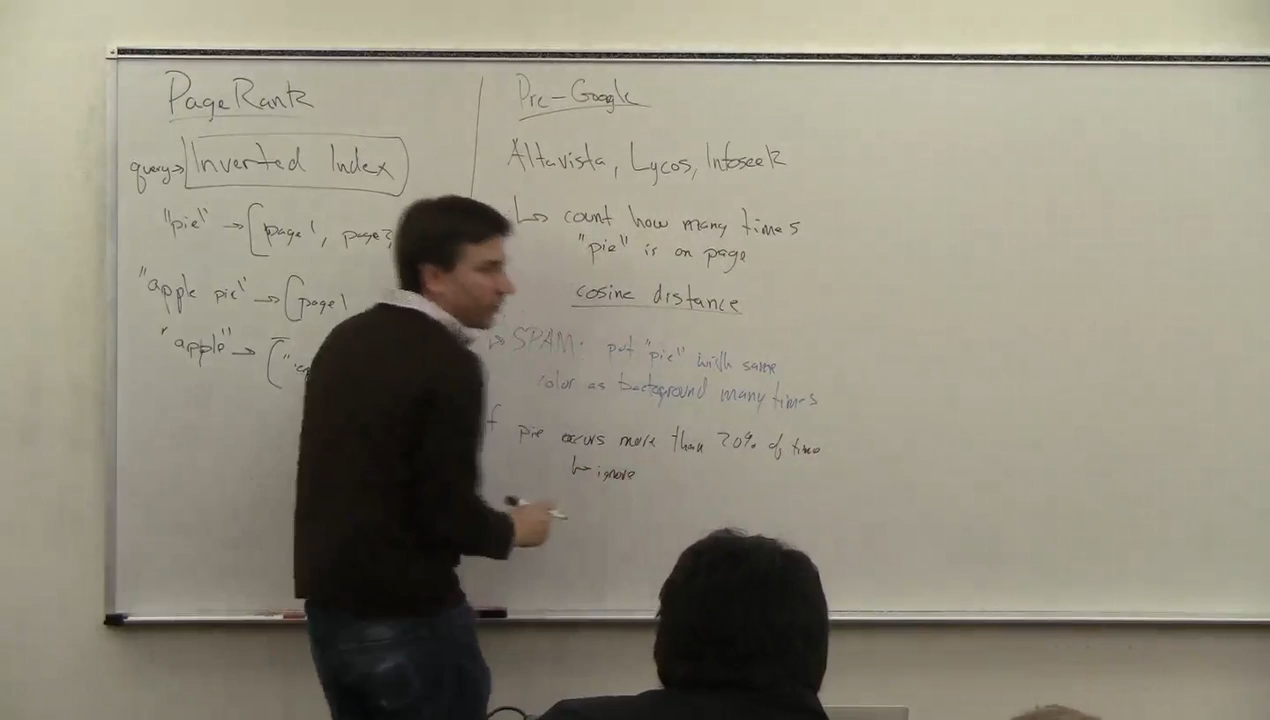 PageRank
query→ Inverted Index
"pie" → [page1, page2,
"apple pie" → [page1
"apple" → ["
Pre-Google
Altavista, Lycos, Infoseek
↳ count how many times
"pie" is on page
cosine distance
→ SPAM: put "pie" with same
color as background many times
pie occurs more than 20% of time
↳ ignore